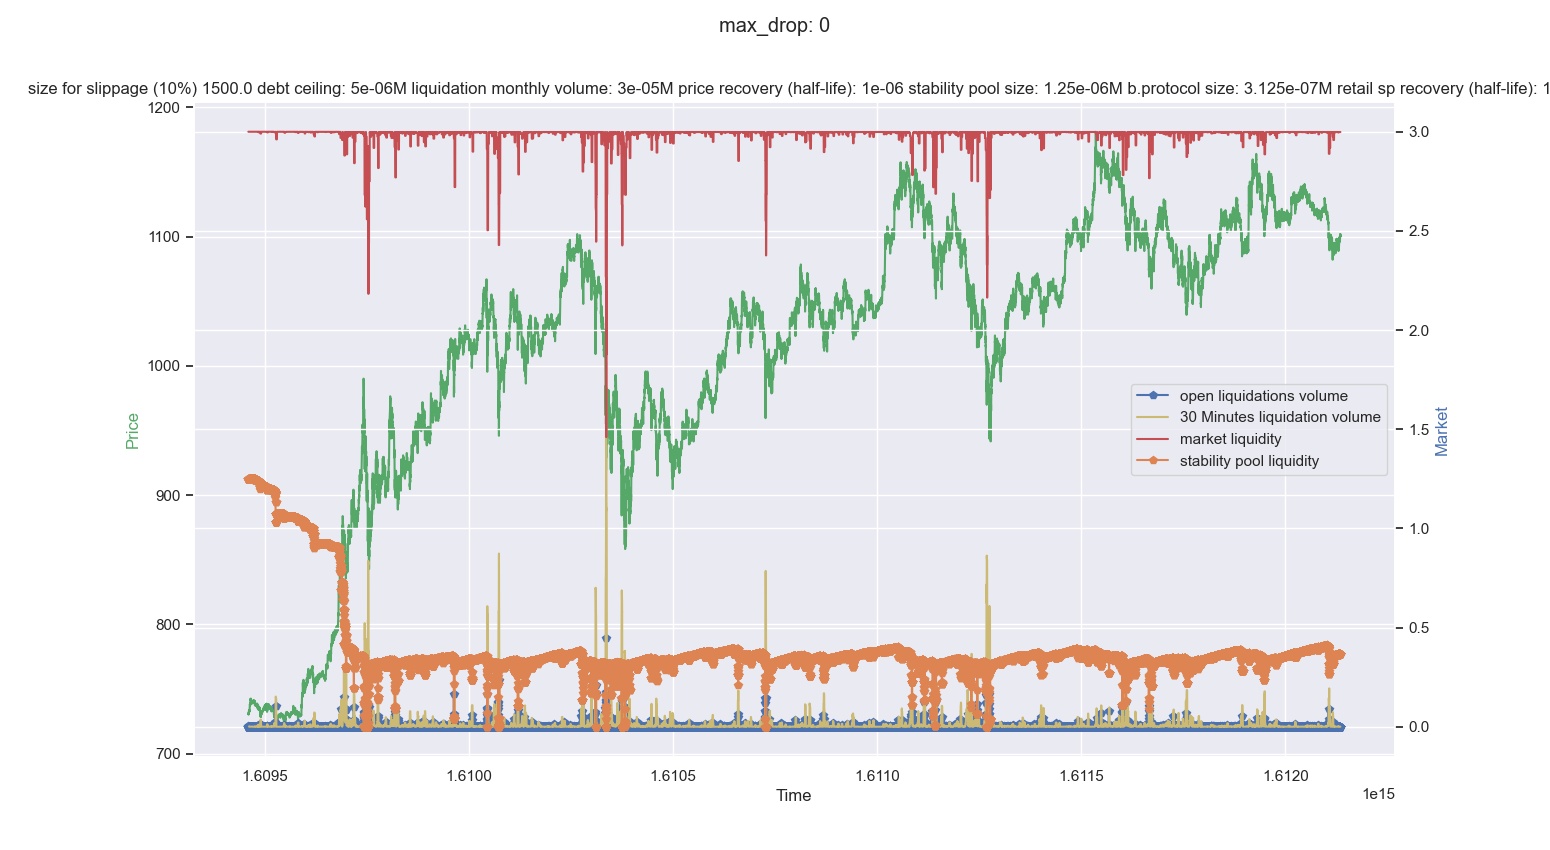 max_drop: 0
size for slippage (10%) 1500.0 debt ceiling: 5e-06M liquidation monthly volume: 3e-05M price recovery (half-life): 1e-06 stability pool size: 1.25e-06M b.protocol size: 3.125e-07M retail sp recovery (half-life): 1
1200
1100
1000
900
800
700
Price
3.0
2.5
2.0
1.5
1.0
0.5
0.0
Market
open liquidations volume
30 Minutes liquidation volume
market liquidity
stability pool liquidity
1.6095 1.6100 1.6105 1.6110 1.6115 1.6120
Time
1e15